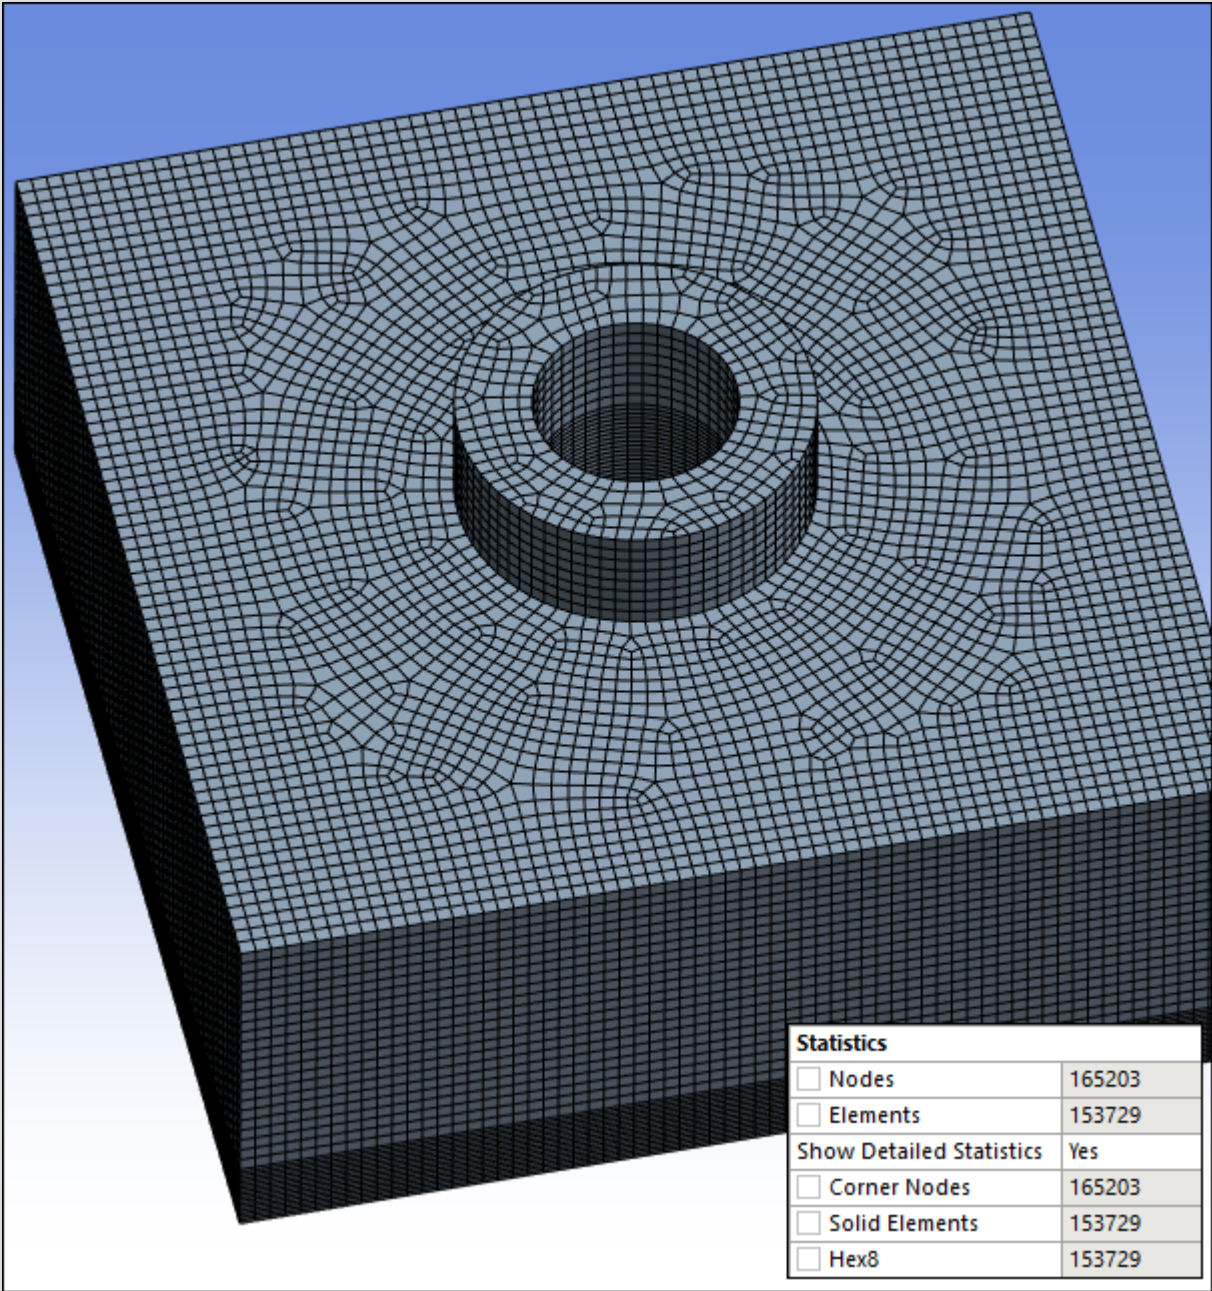 Statistics
Nodes 165203
Elements 153729
Show Detailed Statistics Yes
Corner Nodes 165203
Solid Elements 153729
Hex8 153729